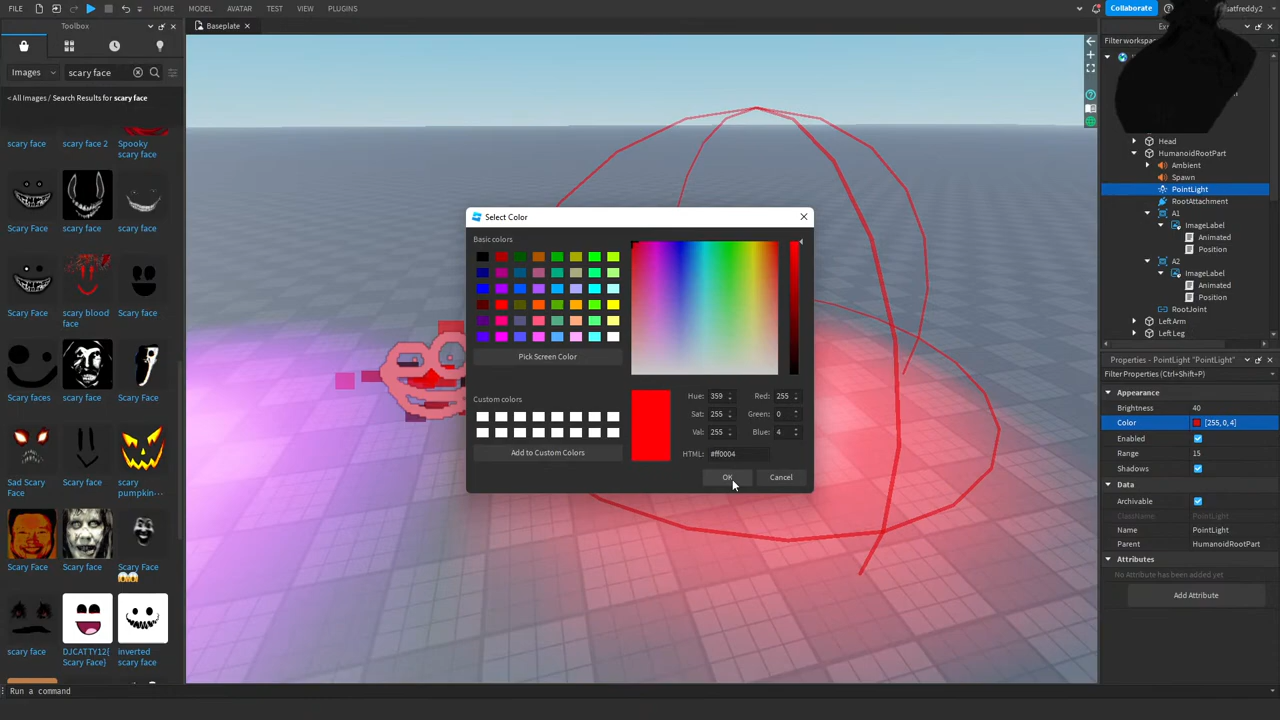 FILE HOME MODEL AVATAR TEST VIEW PLUGINS Collaborate satfreddy2
Toolbox
Baseplate
Images scary face
Filter workspa
< All Images / Search Results for scary face
scary face
scary face 2
Spooky scary face
Scary Face
Scary Face
scary face
Scary Face
scary blood face
Scary face
Scary faces
scary face
Scary Face
Sad Scary Face
Scary face
scary pumpkin...
Scary Face
Scary Face
Scary Face 😱😱
scary face
DJCATTY12{ Scary Face}
inverted scary face
Select Color
Basic colors
Pick Screen Color
Custom colors
Add to Custom Colors
Hue: 359 Red: 255
Sat: 255 Green: 0
Val: 255 Blue: 4
HTML: #ff0004
OK Cancel
Head
HumanoidRootPart
Ambient
Spawn
PointLight
RootAttachment
A1
ImageLabel
Animated
Position
A2
ImageLabel
Animated
Position
RootJoint
Left Arm
Left Leg
Properties - PointLight "PointLight"
Filter Properties (Ctrl+Shift+P)
Appearance
Brightness 40
Color [255, 0, 4]
Enabled
Range 15
Shadows
Data
Archivable
ClassName PointLight
Name PointLight
Parent HumanoidRootPart
Attributes
No Attribute has been added yet
Add Attribute
Run a command